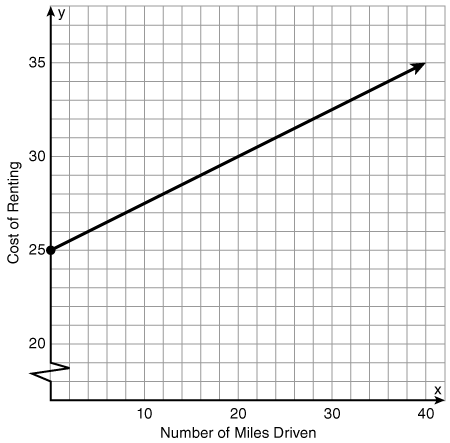 y
35
30
25
20
Cost of Renting
x
10 20 30 40
Number of Miles Driven